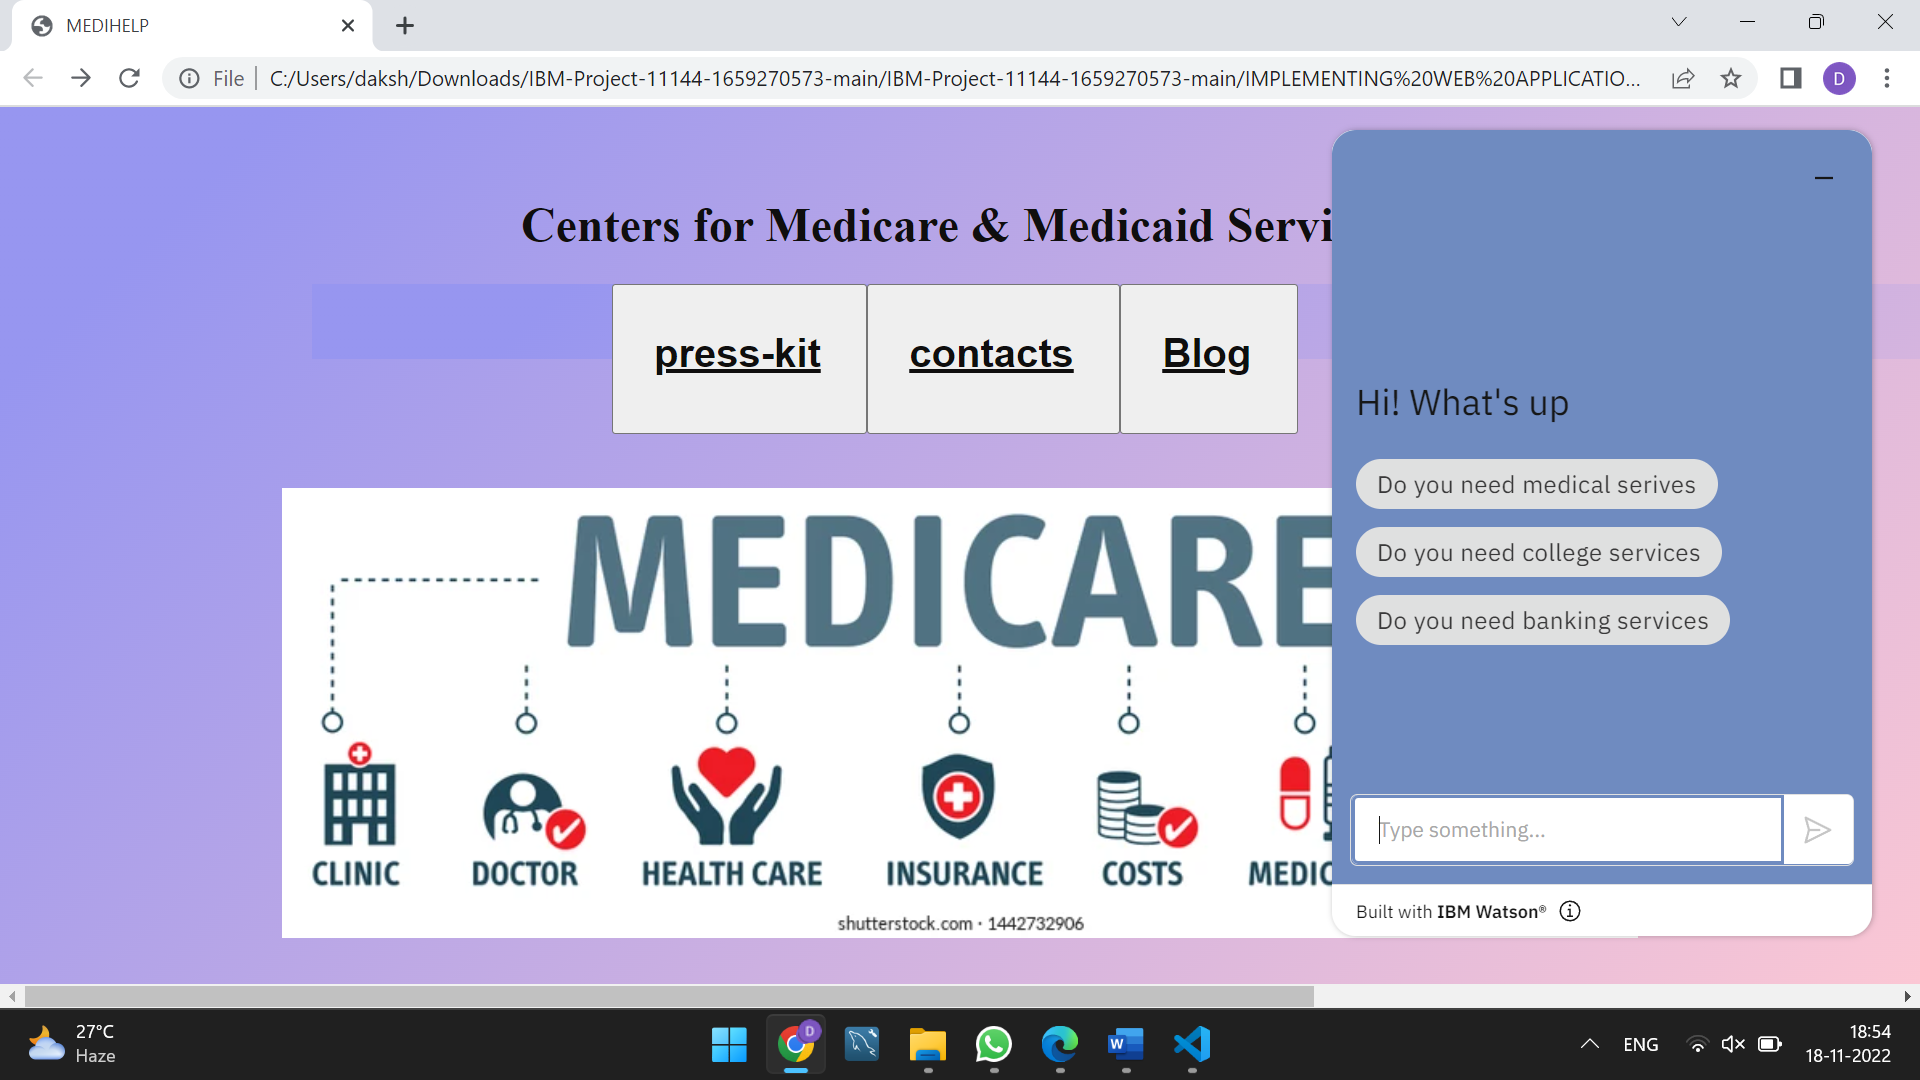 MEDIHELP
File
C:/Users/daksh/Downloads/IBM-Project-11144-1659270573-main/IBM-Project-11144-1659270573-main/IMPLEMENTING%20WEB%20APPLICATIO...
D
Centers for Medicare & Medicaid Servi
press-kit
contacts
Blog
MEDICARE
CLINIC
DOCTOR
HEALTH CARE
INSURANCE
COSTS
MEDIC
shutterstock.com · 1442732906
Hi! What's up
Do you need medical serives
Do you need college services
Do you need banking services
Type something...
Built with IBM Watson®
27°C
Haze
D
W
ENG
18:54
18-11-2022